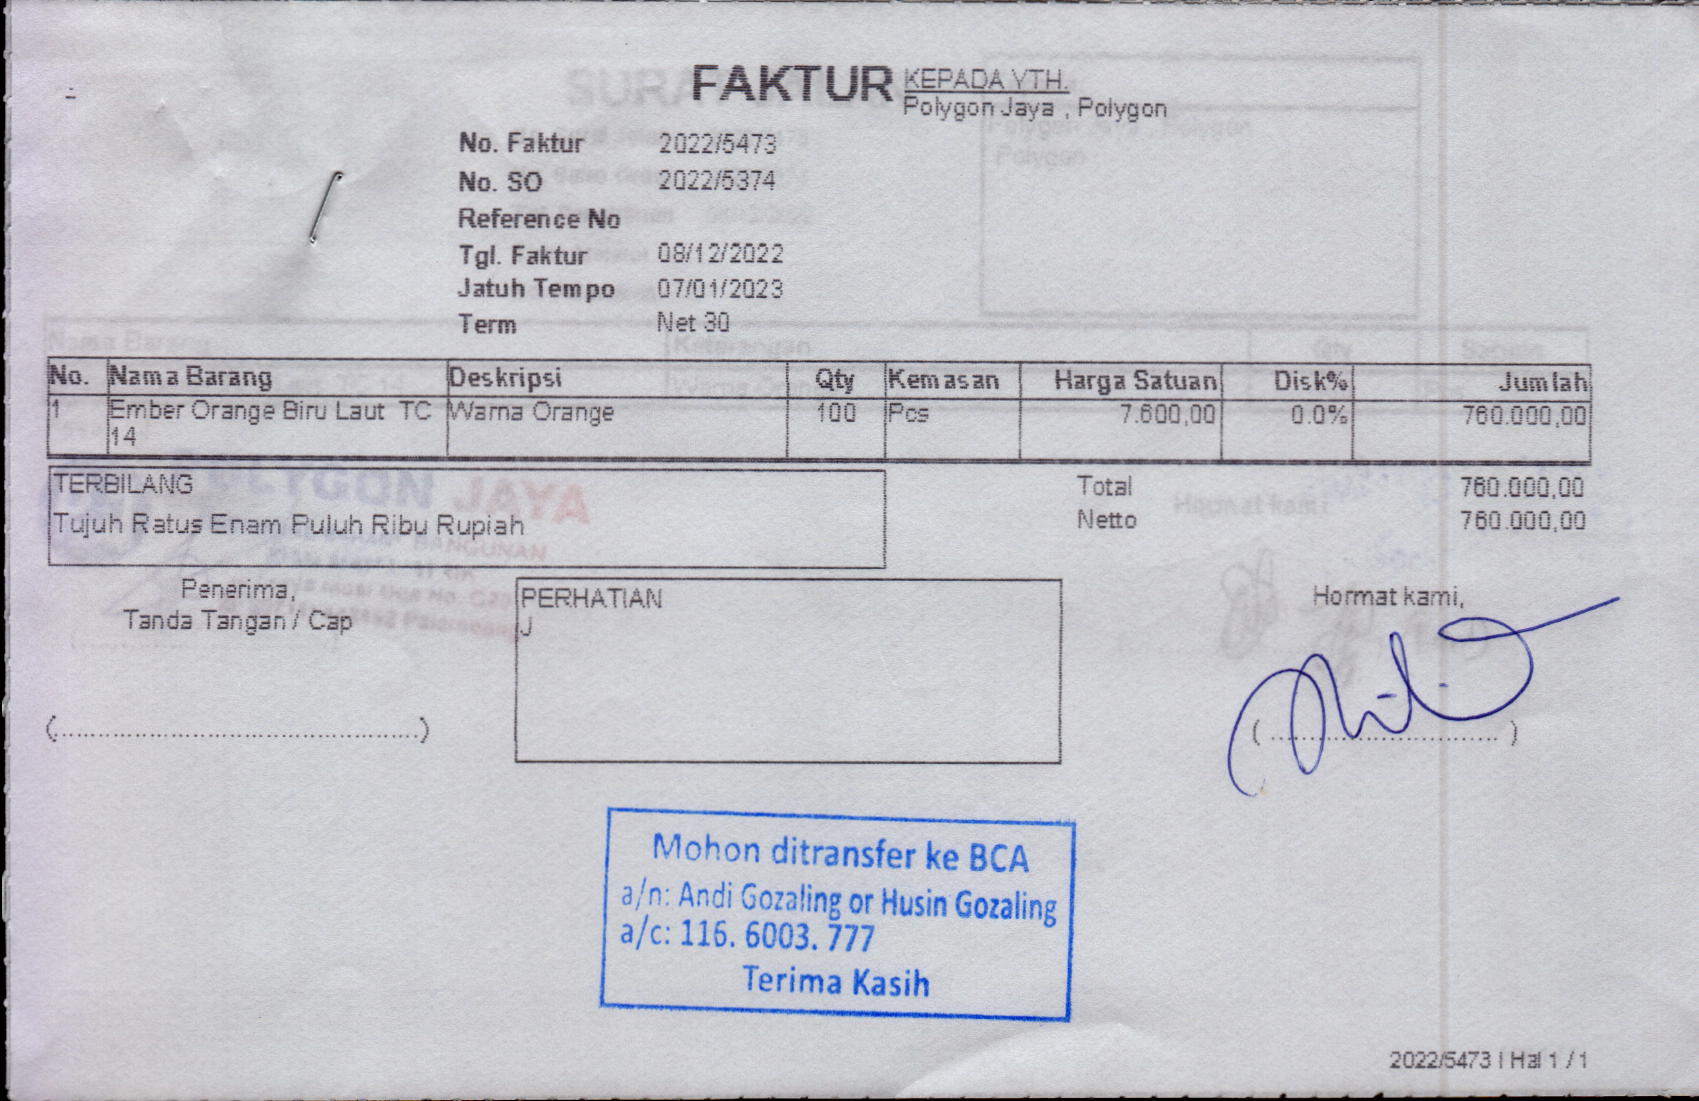 FAKTUR
KEPADA YTH.
Polygon Jaya , Polygon
No. Faktur 2022/5473
No. SO 2022/5374
Reference No
Tgl. Faktur 08/12/2022
Jatuh Tempo 07/01/2023
Term Net 30
No. Nama Barang Deskripsi Qty Kemasan Harga Satuan Disk% Jumlah
1 Ember Orange Biru Laut TC Warna Orange 100 Pcs 7.600,00 0.0% 760.000,00
14
TERBILANG
Tujuh Ratus Enam Puluh Ribu Rupiah
Total 760.000,00
Netto 760.000,00
Penerima,
Tanda Tangan / Cap
(............................................)
PERHATIAN
J
Hormat kami,
(..............................)
Mohon ditransfer ke BCA
a/n: Andi Gozaling or Husin Gozaling
a/c: 116. 6003. 777
Terima Kasih
2022/5473 | Hal 1 / 1